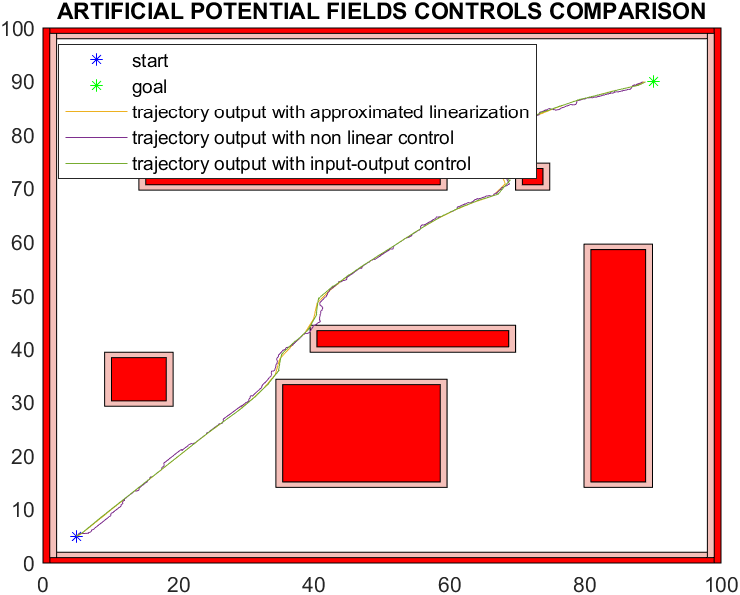 ARTIFICIAL POTENTIAL FIELDS CONTROLS COMPARISON
100
90
80
70
60
50
40
30
20
10
0
start
goal
trajectory output with approximated linearization
trajectory output with non linear control
trajectory output with input-output control
0 20 40 60 80 100